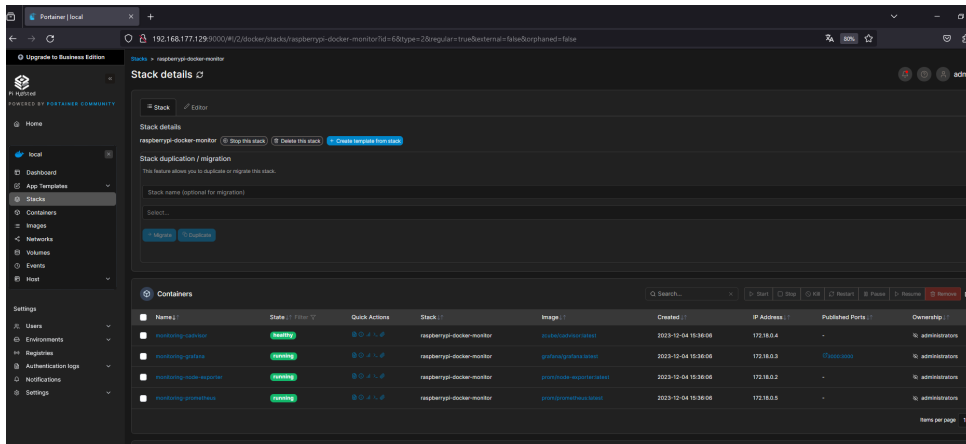 Portainer | local
192.168.177.129:9000/#!/2/docker/stacks/raspberrypi-docker-monitor?id=6&type=2&regular=true&external=false&orphaned=false
80%
Upgrade to Business Edition
Stacks > raspberrypi-docker-monitor
Stack details
adm
Pi Hosted
POWERED BY PORTAINER COMMUNITY
Home
local
Dashboard
App Templates
Stacks
Containers
Images
Networks
Volumes
Events
Host
Settings
Users
Environments
Registries
Authentication logs
Notifications
Settings
Stack Editor
Stack details
raspberrypi-docker-monitor Stop this stack Delete this stack + Create template from stack
Stack duplication / migration
This feature allows you to duplicate or migrate this stack.
Stack name (optional for migration)
Select...
Migrate Duplicate
Containers Search... Start Stop Kill Restart Pause Resume Remove
Name State Filter Quick Actions Stack Image Created IP Address Published Ports Ownership
monitoring-cadvisor healthy raspberrypi-docker-monitor 2023-12-04 15:36:06 172.18.0.4 - administrators
monitoring-grafana running raspberrypi-docker-monitor grafana/grafana:latest 2023-12-04 15:36:06 172.18.0.3 administrators
monitoring-node-exporter running raspberrypi-docker-monitor prom/node-exporter:latest 2023-12-04 15:36:06 172.18.0.2 - administrators
monitoring-prometheus running raspberrypi-docker-monitor prom/prometheus:latest 2023-12-04 15:36:06 172.18.0.5 - administrators
Items per page